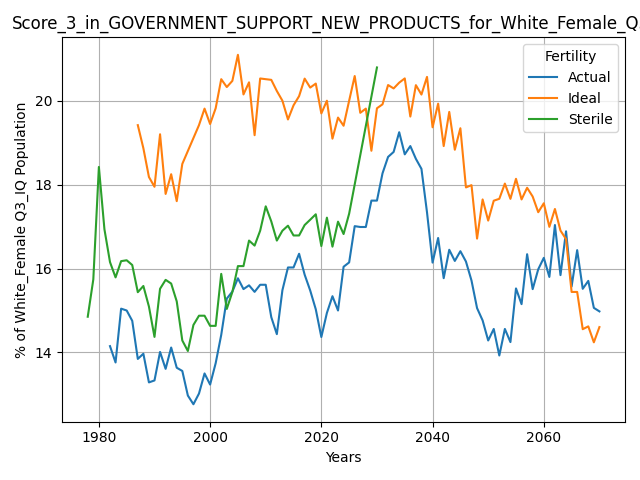 Score_3_in_GOVERNMENT_SUPPORT_NEW_PRODUCTS_for_White_Female_Q
Fertility
Actual
Ideal
Sterile
% of White_Female Q3_IQ Population
20
18
16
14
1980 2000 2020 2040 2060
Years